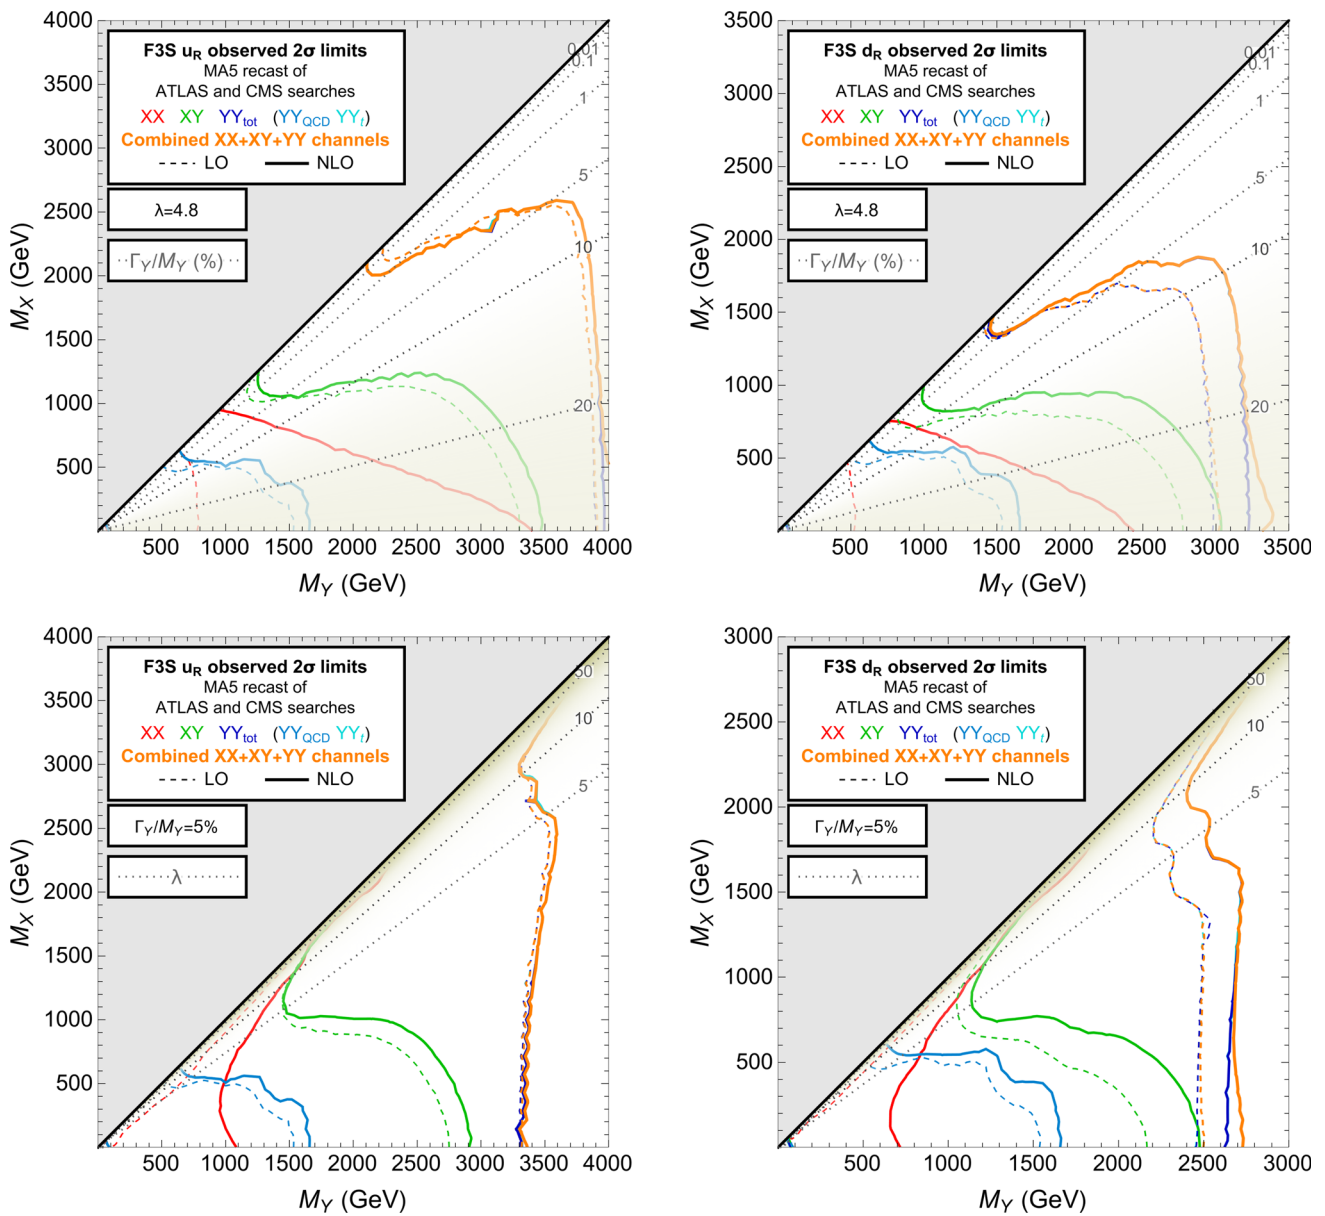 4000
3500
3000
2500
2000
1500
1000
500
M_X (GeV)
F3S u_R observed 2σ limits
MA5 recast of
ATLAS and CMS searches
XX XY YY_tot (YY_QCD YY_t)
Combined XX+XY+YY channels
LO NLO
λ=4.8
Γ_Y/M_Y (%)
0.01
0.1
1
5
10
20
500 1000 1500 2000 2500 3000 3500 4000
M_Y (GeV)
3500
3000
2500
2000
1500
1000
500
M_X (GeV)
F3S d_R observed 2σ limits
MA5 recast of
ATLAS and CMS searches
XX XY YY_tot (YY_QCD YY_t)
Combined XX+XY+YY channels
LO NLO
λ=4.8
Γ_Y/M_Y (%)
0.01
0.1
1
5
10
20
500 1000 1500 2000 2500 3000 3500
M_Y (GeV)
4000
3500
3000
2500
2000
1500
1000
500
M_X (GeV)
F3S u_R observed 2σ limits
MA5 recast of
ATLAS and CMS searches
XX XY YY_tot (YY_QCD YY_t)
Combined XX+XY+YY channels
LO NLO
Γ_Y/M_Y=5%
λ
50
10
5
500 1000 1500 2000 2500 3000 3500 4000
M_Y (GeV)
3000
2500
2000
1500
1000
500
M_X (GeV)
F3S d_R observed 2σ limits
MA5 recast of
ATLAS and CMS searches
XX XY YY_tot (YY_QCD YY_t)
Combined XX+XY+YY channels
LO NLO
Γ_Y/M_Y=5%
λ
50
10
5
500 1000 1500 2000 2500 3000
M_Y (GeV)